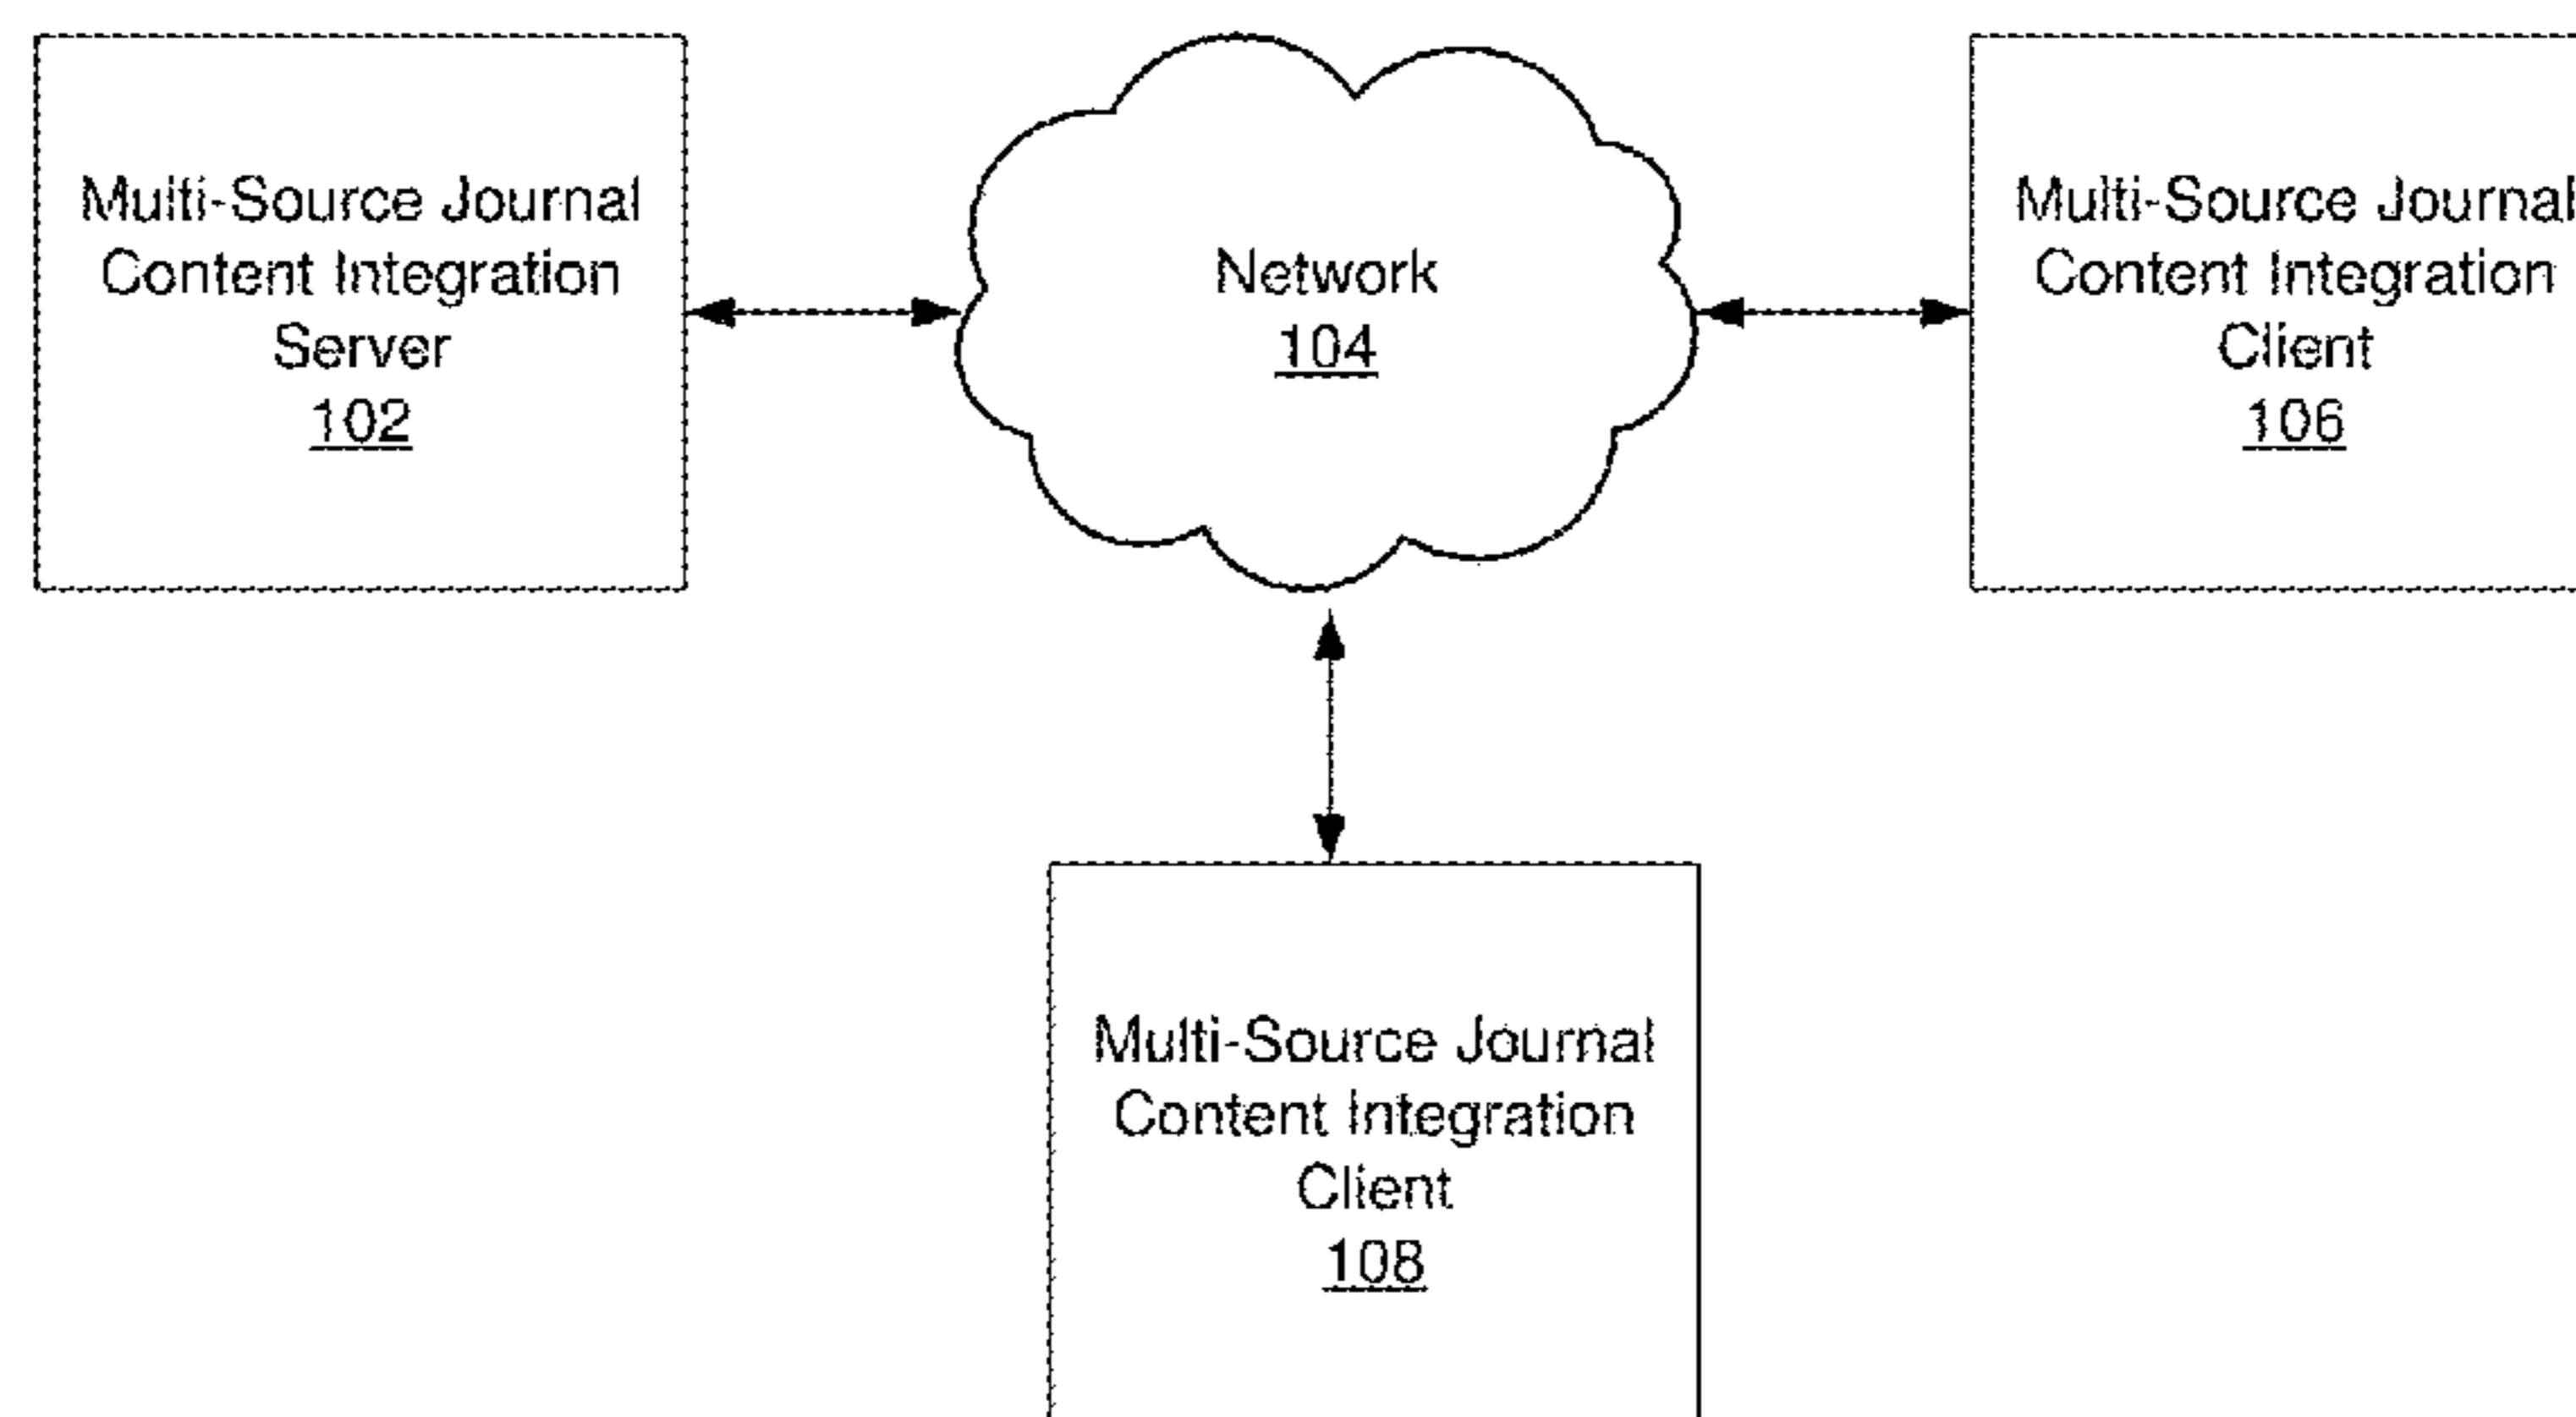 Multi-Source Journal
Content Integration
Server
102
Network
104
Multi-Source Journal
Content Integration
Client
106
Multi-Source Journal
Content Integration
Client
108